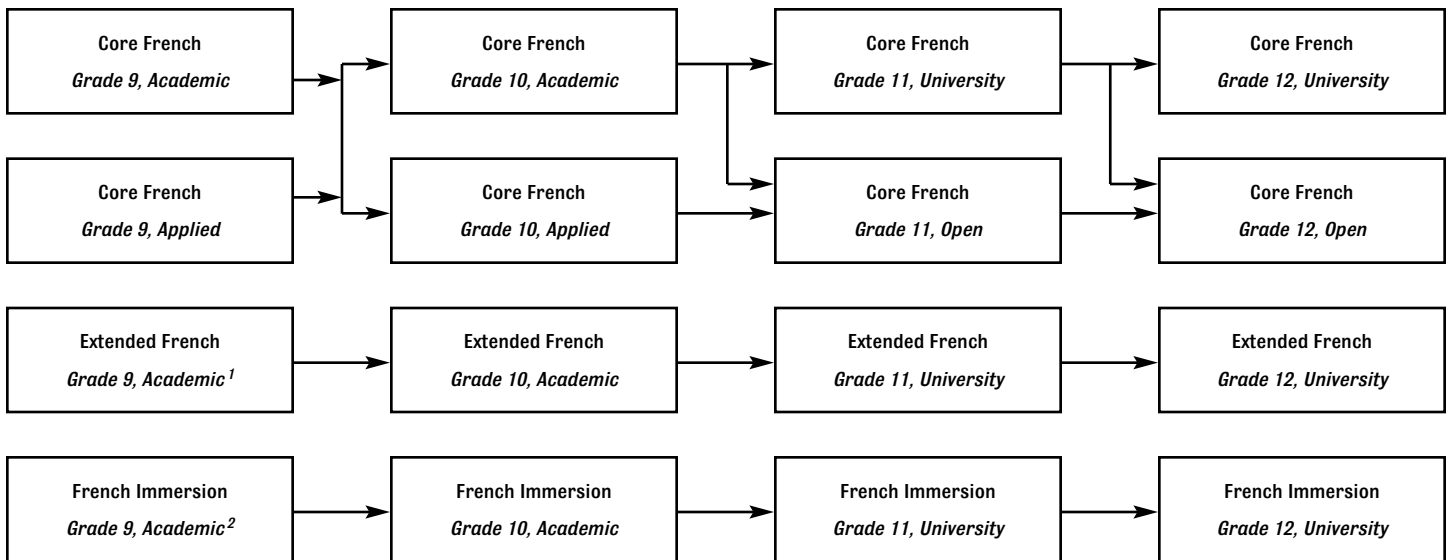 Core French
Grade 9, Academic
Core French
Grade 10, Academic
Core French
Grade 11, University
Core French
Grade 12, University
Core French
Grade 9, Applied
Core French
Grade 10, Applied
Core French
Grade 11, Open
Core French
Grade 12, Open
Extended French
Grade 9, Academic¹
Extended French
Grade 10, Academic
Extended French
Grade 11, University
Extended French
Grade 12, University
French Immersion
Grade 9, Academic²
French Immersion
Grade 10, Academic
French Immersion
Grade 11, University
French Immersion
Grade 12, University